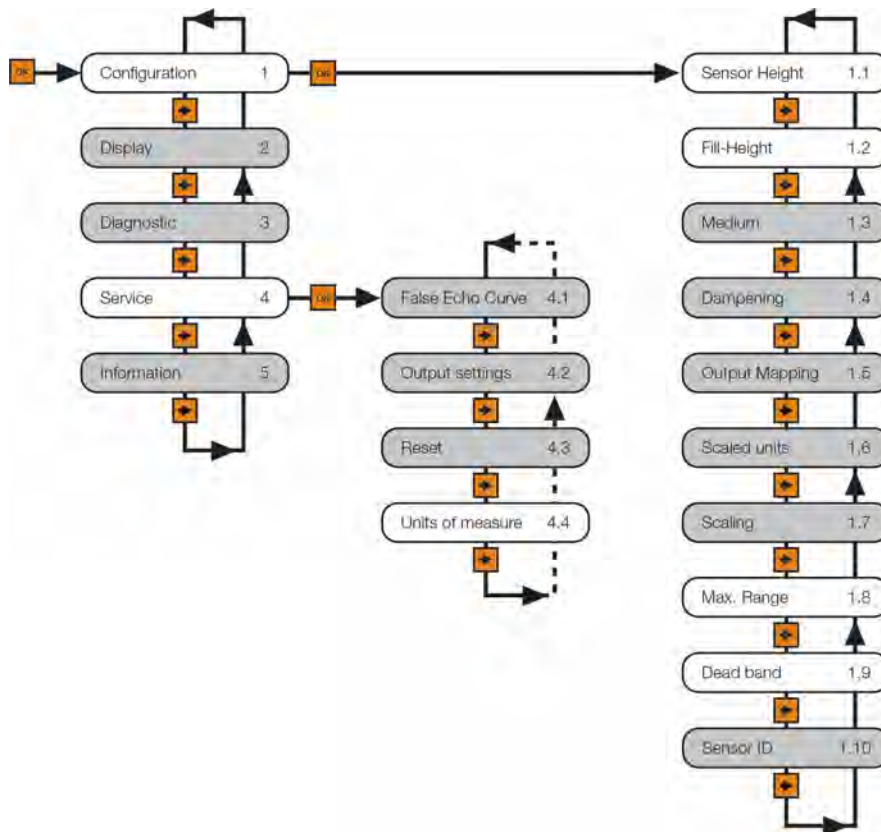 OK
Configuration 1
OK
Display 2
Diagnostic 3
Service 4
OK
Information 5
False Echo Curve 4.1
Output settings 4.2
Reset 4.3
Units of measure 4.4
Sensor Height 1.1
Fill-Height 1.2
Medium 1.3
Dampening 1.4
Output Mapping 1.5
Scaled units 1.6
Scaling 1.7
Max. Range 1.8
Dead band 1.9
Sensor ID 1.10